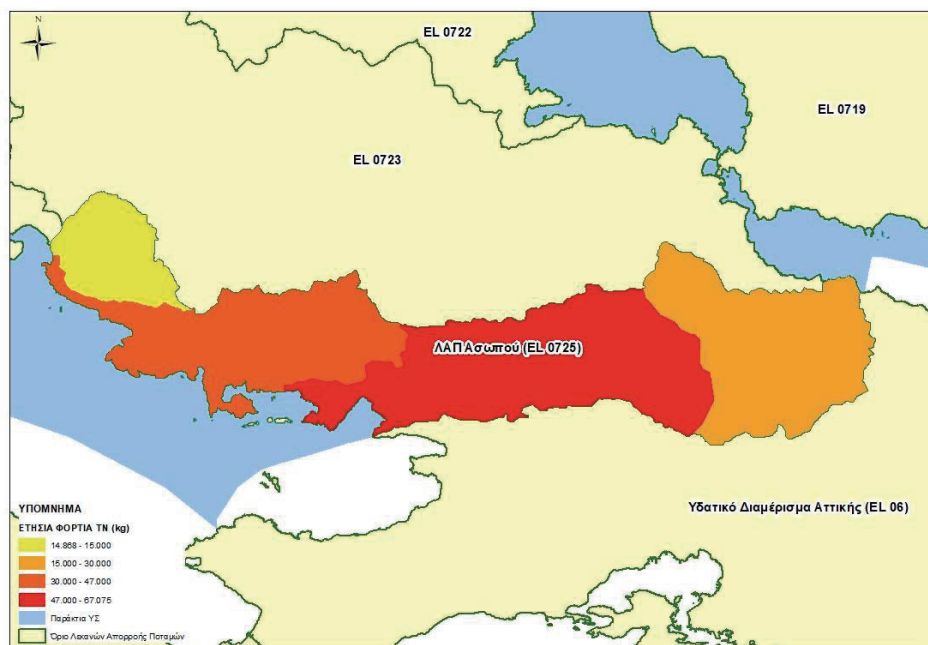 N
EL 0722
EL 0719
EL 0723
ΛΑΠ Ασωπού (EL 0725)
Υδατικό Διαμέρισμα Αττικής (EL 06)
ΥΠΟΜΝΗΜΑ
ΕΤΗΣΙΑ ΦΟΡΤΙΑ ΤΝ (kg)
14.868 - 15.000
15.000 - 30.000
30.000 - 47.000
47.000 - 67.075
Παράκτια ΥΣ
Όριο Λεκανών Απορροής Ποταμών